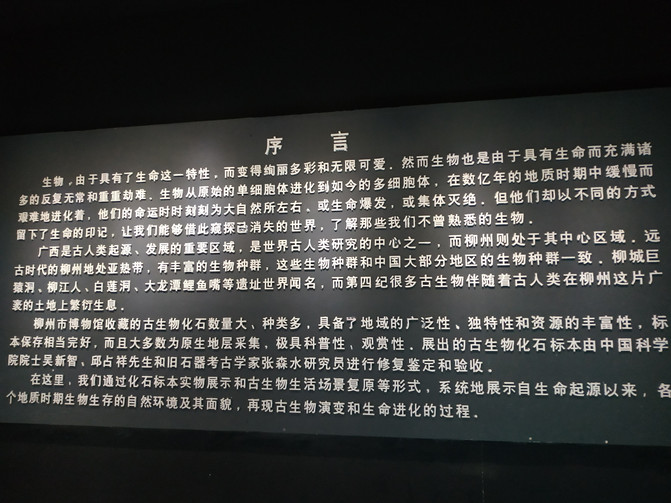 序 言
生物，由于具有了生命这一特性，而变得绚丽多彩和无限可爱。然而生物也是由于具有生命而充满诸
多的反复无常和重重劫难。生物从原始的单细胞体进化到如今的多细胞体，在数亿年的地质时期中缓慢而
艰难地进化着，他们的命运时时刻刻为大自然所左右。或生命爆发，或集体灭绝。但他们却以不同的方式
留下了生命的印记，让我们能够借此窥探已消失的世界，了解那些我们不曾熟悉的生物。
广西是古人类起源、发展的重要区域，是世界古人类研究的中心之一，而柳州则处于其中心区域。远
古时代的柳州地处亚热带，有丰富的生物种群，这些生物种群和中国大部分地区的生物种群一致。柳城巨
猿洞、柳江人、白莲洞、大龙潭鲤鱼嘴等遗址世界闻名，而第四纪很多古生物伴随着古人类在柳州这片广
袤的土地上繁衍生息。
柳州市博物馆收藏的古生物化石数量大、种类多，具备了地域的广泛性、独特性和资源的丰富性，标
本保存相当完好，而且大多数为原生地层采集，极具科普性、观赏性。展出的古生物化石标本由中国科学
院院士吴新智、邱占祥先生和旧石器考古学家张森水研究员进行修复鉴定和验收。
在这里，我们通过化石标本实物展示和古生物生活场景复原等形式，系统地展示自生命起源以来，各
个地质时期生物生存的自然环境及其面貌，再现古生物演变和生命进化的过程。